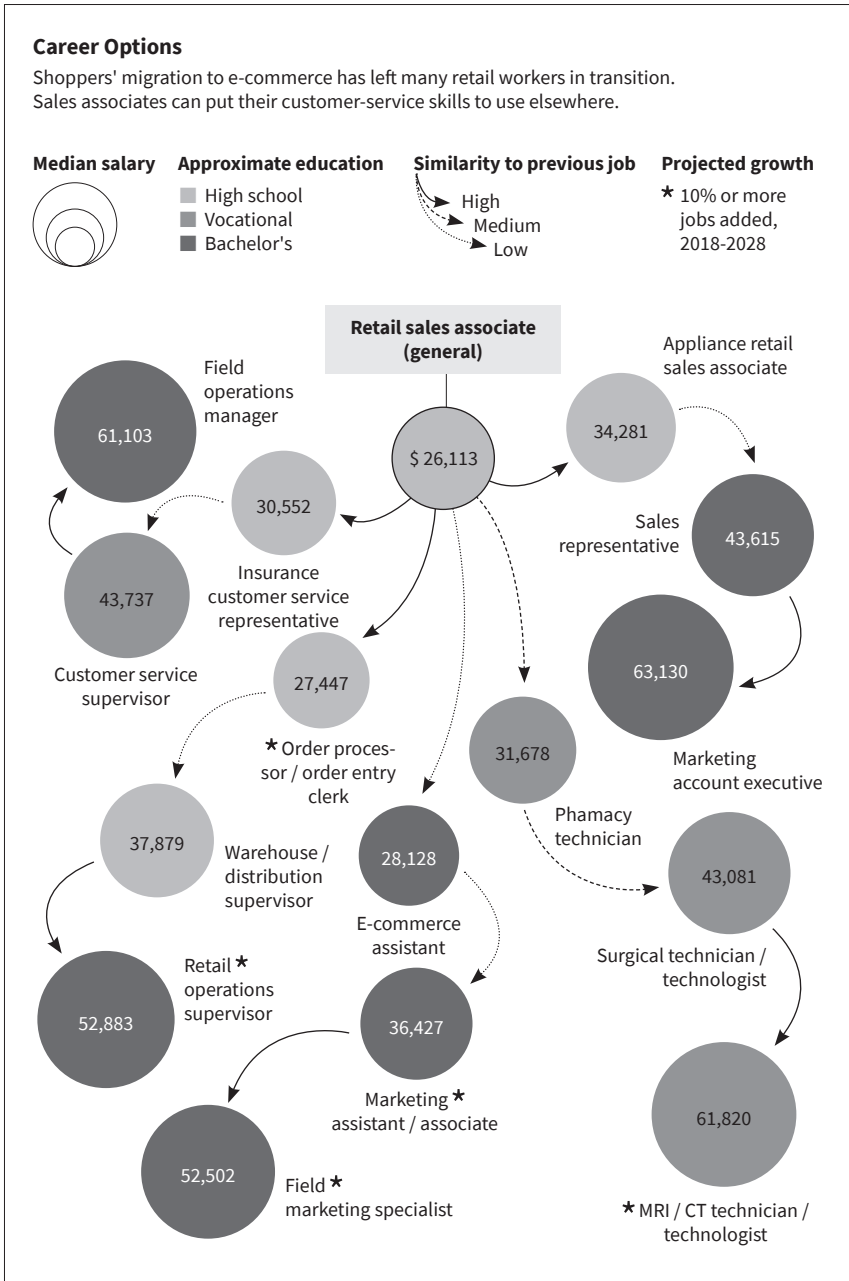 Career Options
Shoppers' migration to e-commerce has left many retail workers in transition.
Sales associates can put their customer-service skills to use elsewhere.
Median salary
Approximate education
High school
Vocational
Bachelor's
Similarity to previous job
High
Medium
Low
Projected growth
* 10% or more
jobs added,
2018-2028
Retail sales associate
(general)
$ 26,113
Appliance retail
sales associate
34,281
Sales
representative
43,615
63,130
Marketing
account executive
Field
operations
manager
61,103
30,552
Insurance
customer service
representative
43,737
Customer service
supervisor
27,447
* Order proces-
sor / order entry
clerk
37,879
Warehouse /
distribution
supervisor
Retail *
operations
supervisor
52,883
28,128
E-commerce
assistant
36,427
Marketing *
assistant / associate
52,502
Field *
marketing specialist
31,678
Phamacy
technician
43,081
Surgical technician /
technologist
61,820
* MRI / CT technician /
technologist